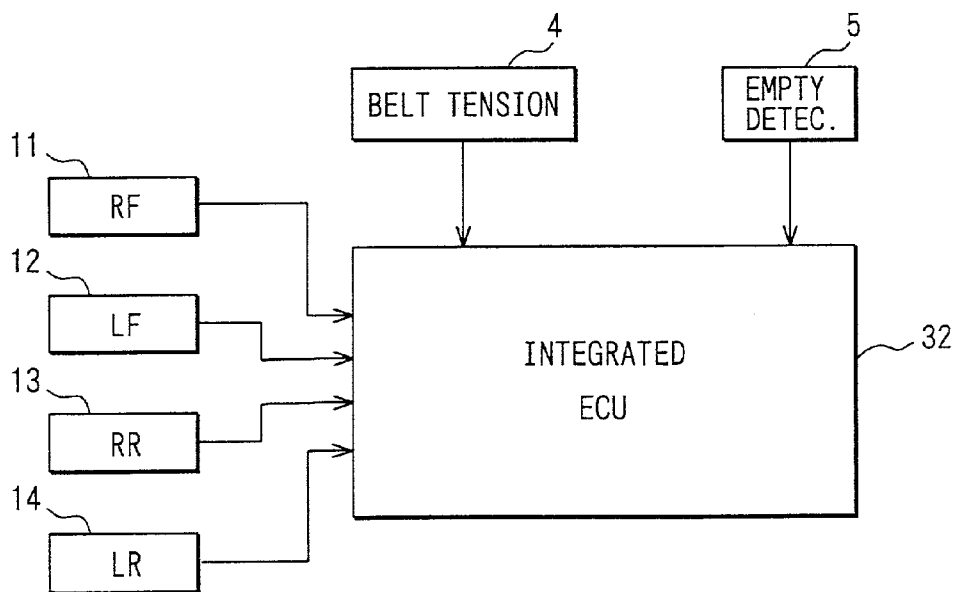 4
5
BELT TENSION
EMPTY
DETEC.
11
RF
12
LF
13
RR
14
LR
INTEGRATED
ECU
32